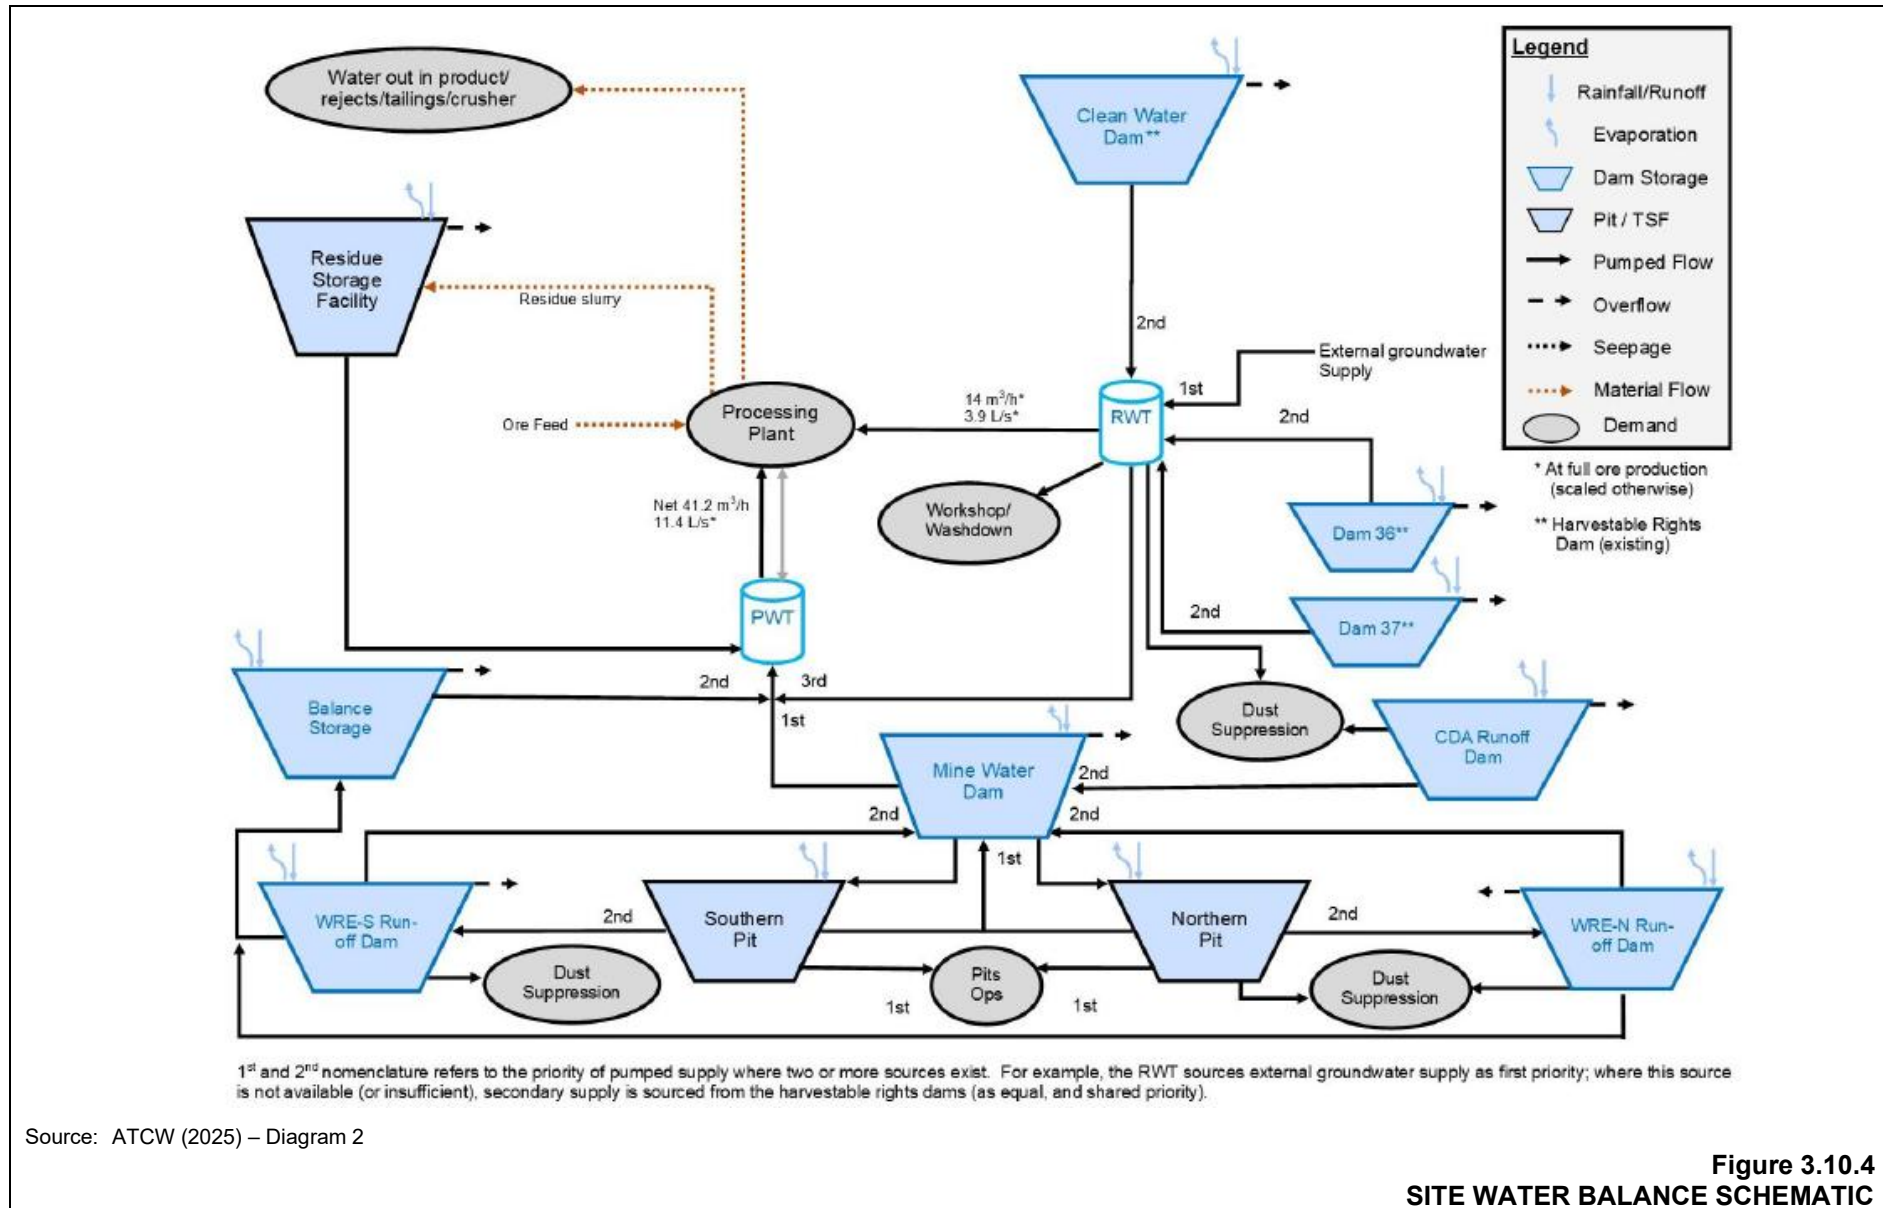 Water out in product/
rejects/tailings/crusher
Clean Water
Dam**
Legend
Rainfall/Runoff
Evaporation
Dam Storage
Pit / TSF
Pumped Flow
Overflow
Seepage
Material Flow
Demand
* At full ore production
(scaled otherwise)
** Harvestable Rights
Dam (existing)
Residue
Storage
Facility
Residue slurry
2nd
External groundwater
Supply
1st
2nd
Ore Feed
Processing
Plant
14 m³/h*
3.9 L/s*
RWT
Net 41.2 m³/h
11.4 L/s*
Workshop/
Washdown
Dam 36**
PWT
2nd
Dam 37**
2nd
3rd
1st
Balance
Storage
Dust
Suppression
CDA Runoff
Dam
Mine Water
Dam
2nd
2nd
2nd
1st
WRE-S Run-
off Dam
2nd
Southern
Pit
Northern
Pit
2nd
WRE-N Run-
off Dam
Dust
Suppression
Pits
Ops
1st
1st
Dust
Suppression
1st and 2nd nomenclature refers to the priority of pumped supply where two or more sources exist. For example, the RWT sources external groundwater supply as first priority; where this source
is not available (or insufficient), secondary supply is sourced from the harvestable rights dams (as equal, and shared priority).
Source: ATCW (2025) – Diagram 2
Figure 3.10.4
SITE WATER BALANCE SCHEMATIC